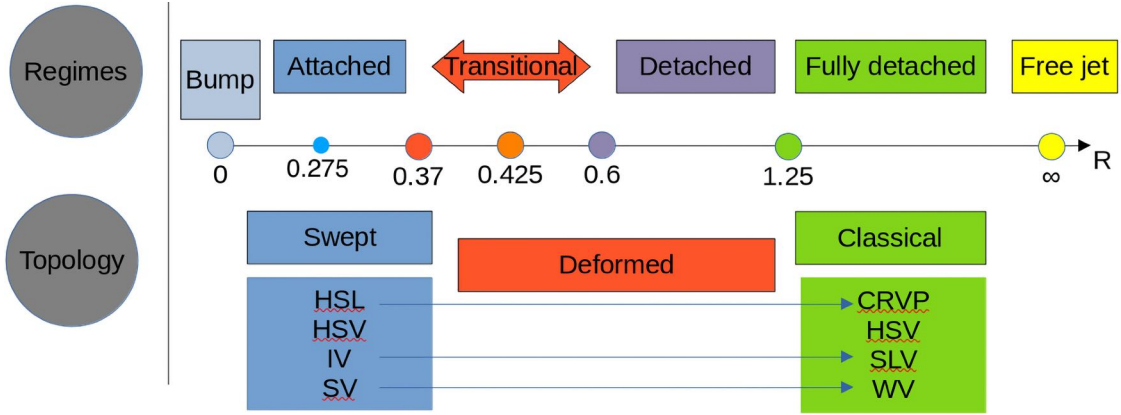 Regimes
Bump
Attached
Transitional
Detached
Fully detached
Free jet
0
0.275
0.37
0.425
0.6
1.25
∞
R
Topology
Swept
Deformed
Classical
HSL
HSV
IV
SV
CRVP
HSV
SLV
WV